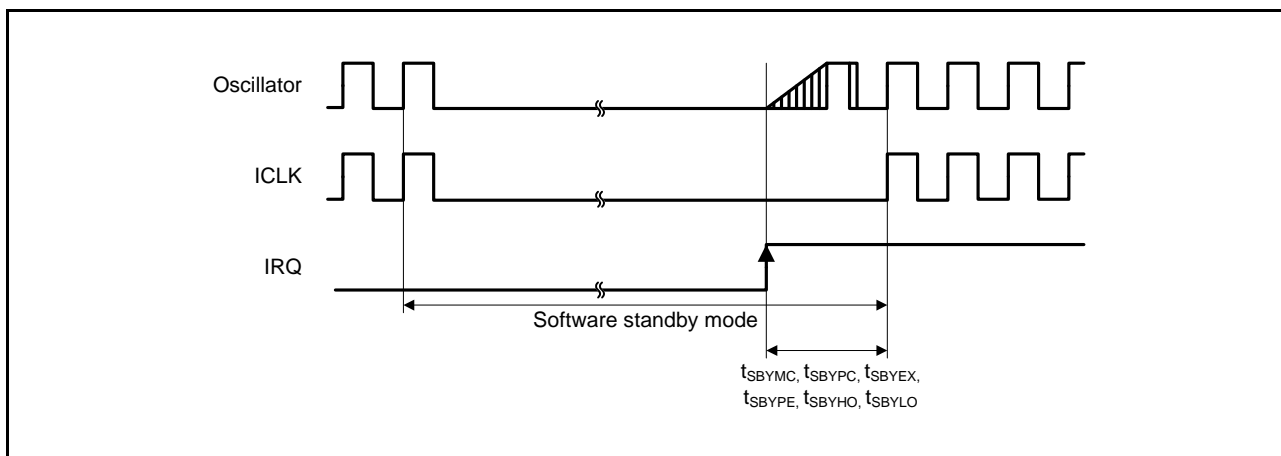 Oscillator
ICLK
IRQ
Software standby mode
tSBYMC, tSBYPC, tSBYEX,
tSBYPE, tSBYHO, tSBYLO